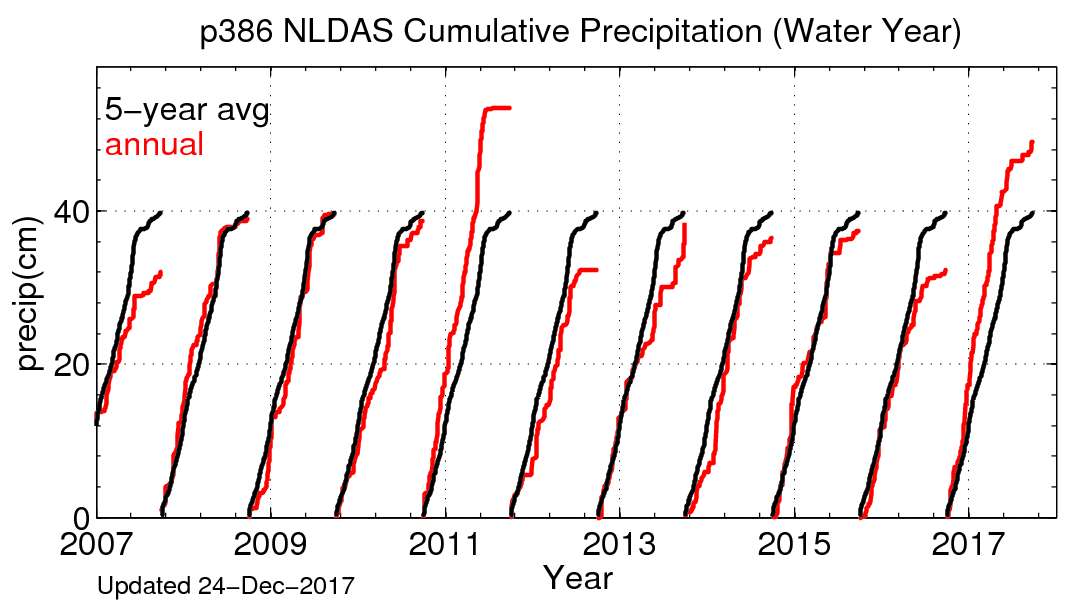 p386 NLDAS Cumulative Precipitation (Water Year)
5−year avg
annual
precip(cm)
40
20
0
2007 2009 2011 2013 2015 2017
Year
Updated 24−Dec−2017